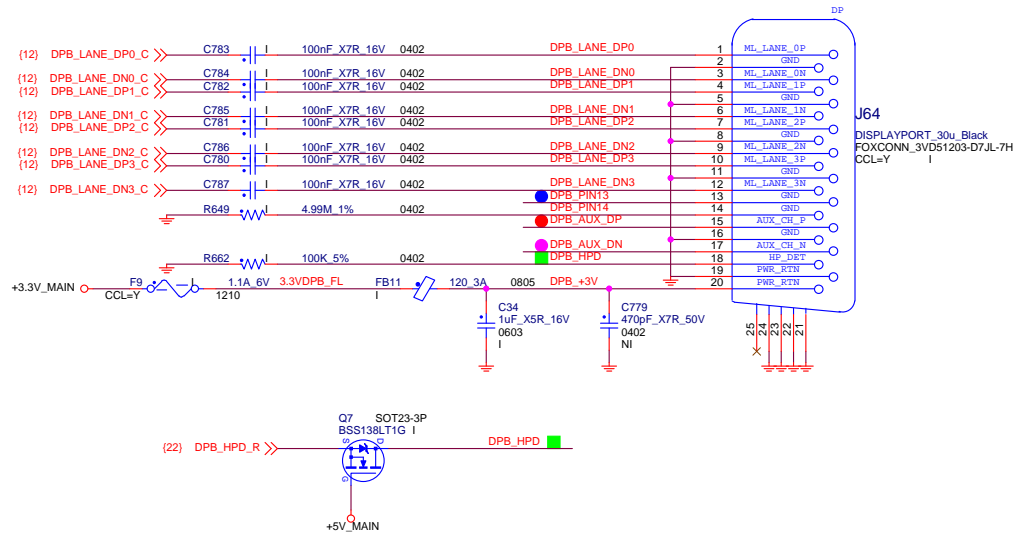 DP
{12} DPB_LANE_DP0_C C783 I 100nF_X7R_16V 0402 DPB_LANE_DP0 1 ML_LANE_0P
2 GND
{12} DPB_LANE_DN0_C C784 I 100nF_X7R_16V 0402 DPB_LANE_DN0 3 ML_LANE_0N
{12} DPB_LANE_DP1_C C782 I 100nF_X7R_16V 0402 DPB_LANE_DP1 4 ML_LANE_1P
5 GND
{12} DPB_LANE_DN1_C C785 I 100nF_X7R_16V 0402 DPB_LANE_DN1 6 ML_LANE_1N
{12} DPB_LANE_DP2_C C781 I 100nF_X7R_16V 0402 DPB_LANE_DP2 7 ML_LANE_2P
8 GND
{12} DPB_LANE_DN2_C C786 I 100nF_X7R_16V 0402 DPB_LANE_DN2 9 ML_LANE_2N
{12} DPB_LANE_DP3_C C780 I 100nF_X7R_16V 0402 DPB_LANE_DP3 10 ML_LANE_3P
11 GND
{12} DPB_LANE_DN3_C C787 I 100nF_X7R_16V 0402 DPB_LANE_DN3 12 ML_LANE_3N
DPB_PIN13 13 GND
R649 I 4.99M_1% 0402 DPB_PIN14 14 GND
DPB_AUX_DP 15 AUX_CH_P
16 GND
DPB_AUX_DN 17 AUX_CH_N
R662 I 100K_5% 0402 DPB_HPD 18 HP_DET
19 PWR_RTN
+3.3V_MAIN F9 I 1.1A_6V 3.3VDPB_FL FB11 120_3A 0805 DPB_+3V 20 PWR_RTN
CCL=Y 1210 I
J64
DISPLAYPORT_30u_Black
FOXCONN_3VD51203-D7JL-7H
CCL=Y I
C34
1uF_X5R_16V
0603
I
C779
470pF_X7R_50V
0402
NI
25 24 23 22 21
Q7 SOT23-3P
BSS138LT1G I
{22} DPB_HPD_R S D DPB_HPD
G
+5V_MAIN